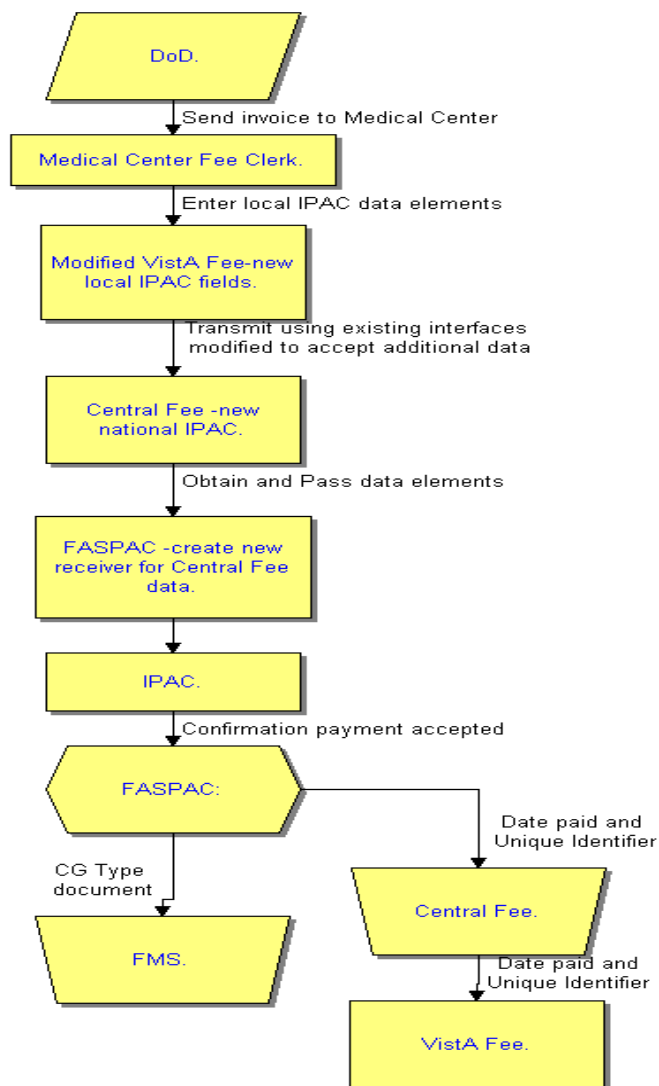 DoD.
Send invoice to Medical Center
Medical Center Fee Clerk.
Enter local IPAC data elements
Modified VistA Fee-new
local IPAC fields.
Transmit using existing interfaces
modified to accept additional data
Central Fee -new
national IPAC.
Obtain and Pass data elements
FASPAC -create new
receiver for Central Fee
data.
IPAC.
Confirmation payment accepted
FASPAC:
CG Type
document
FMS.
Date paid and
Unique Identifier
Central Fee.
Date paid and
Unique Identifier
VistA Fee.